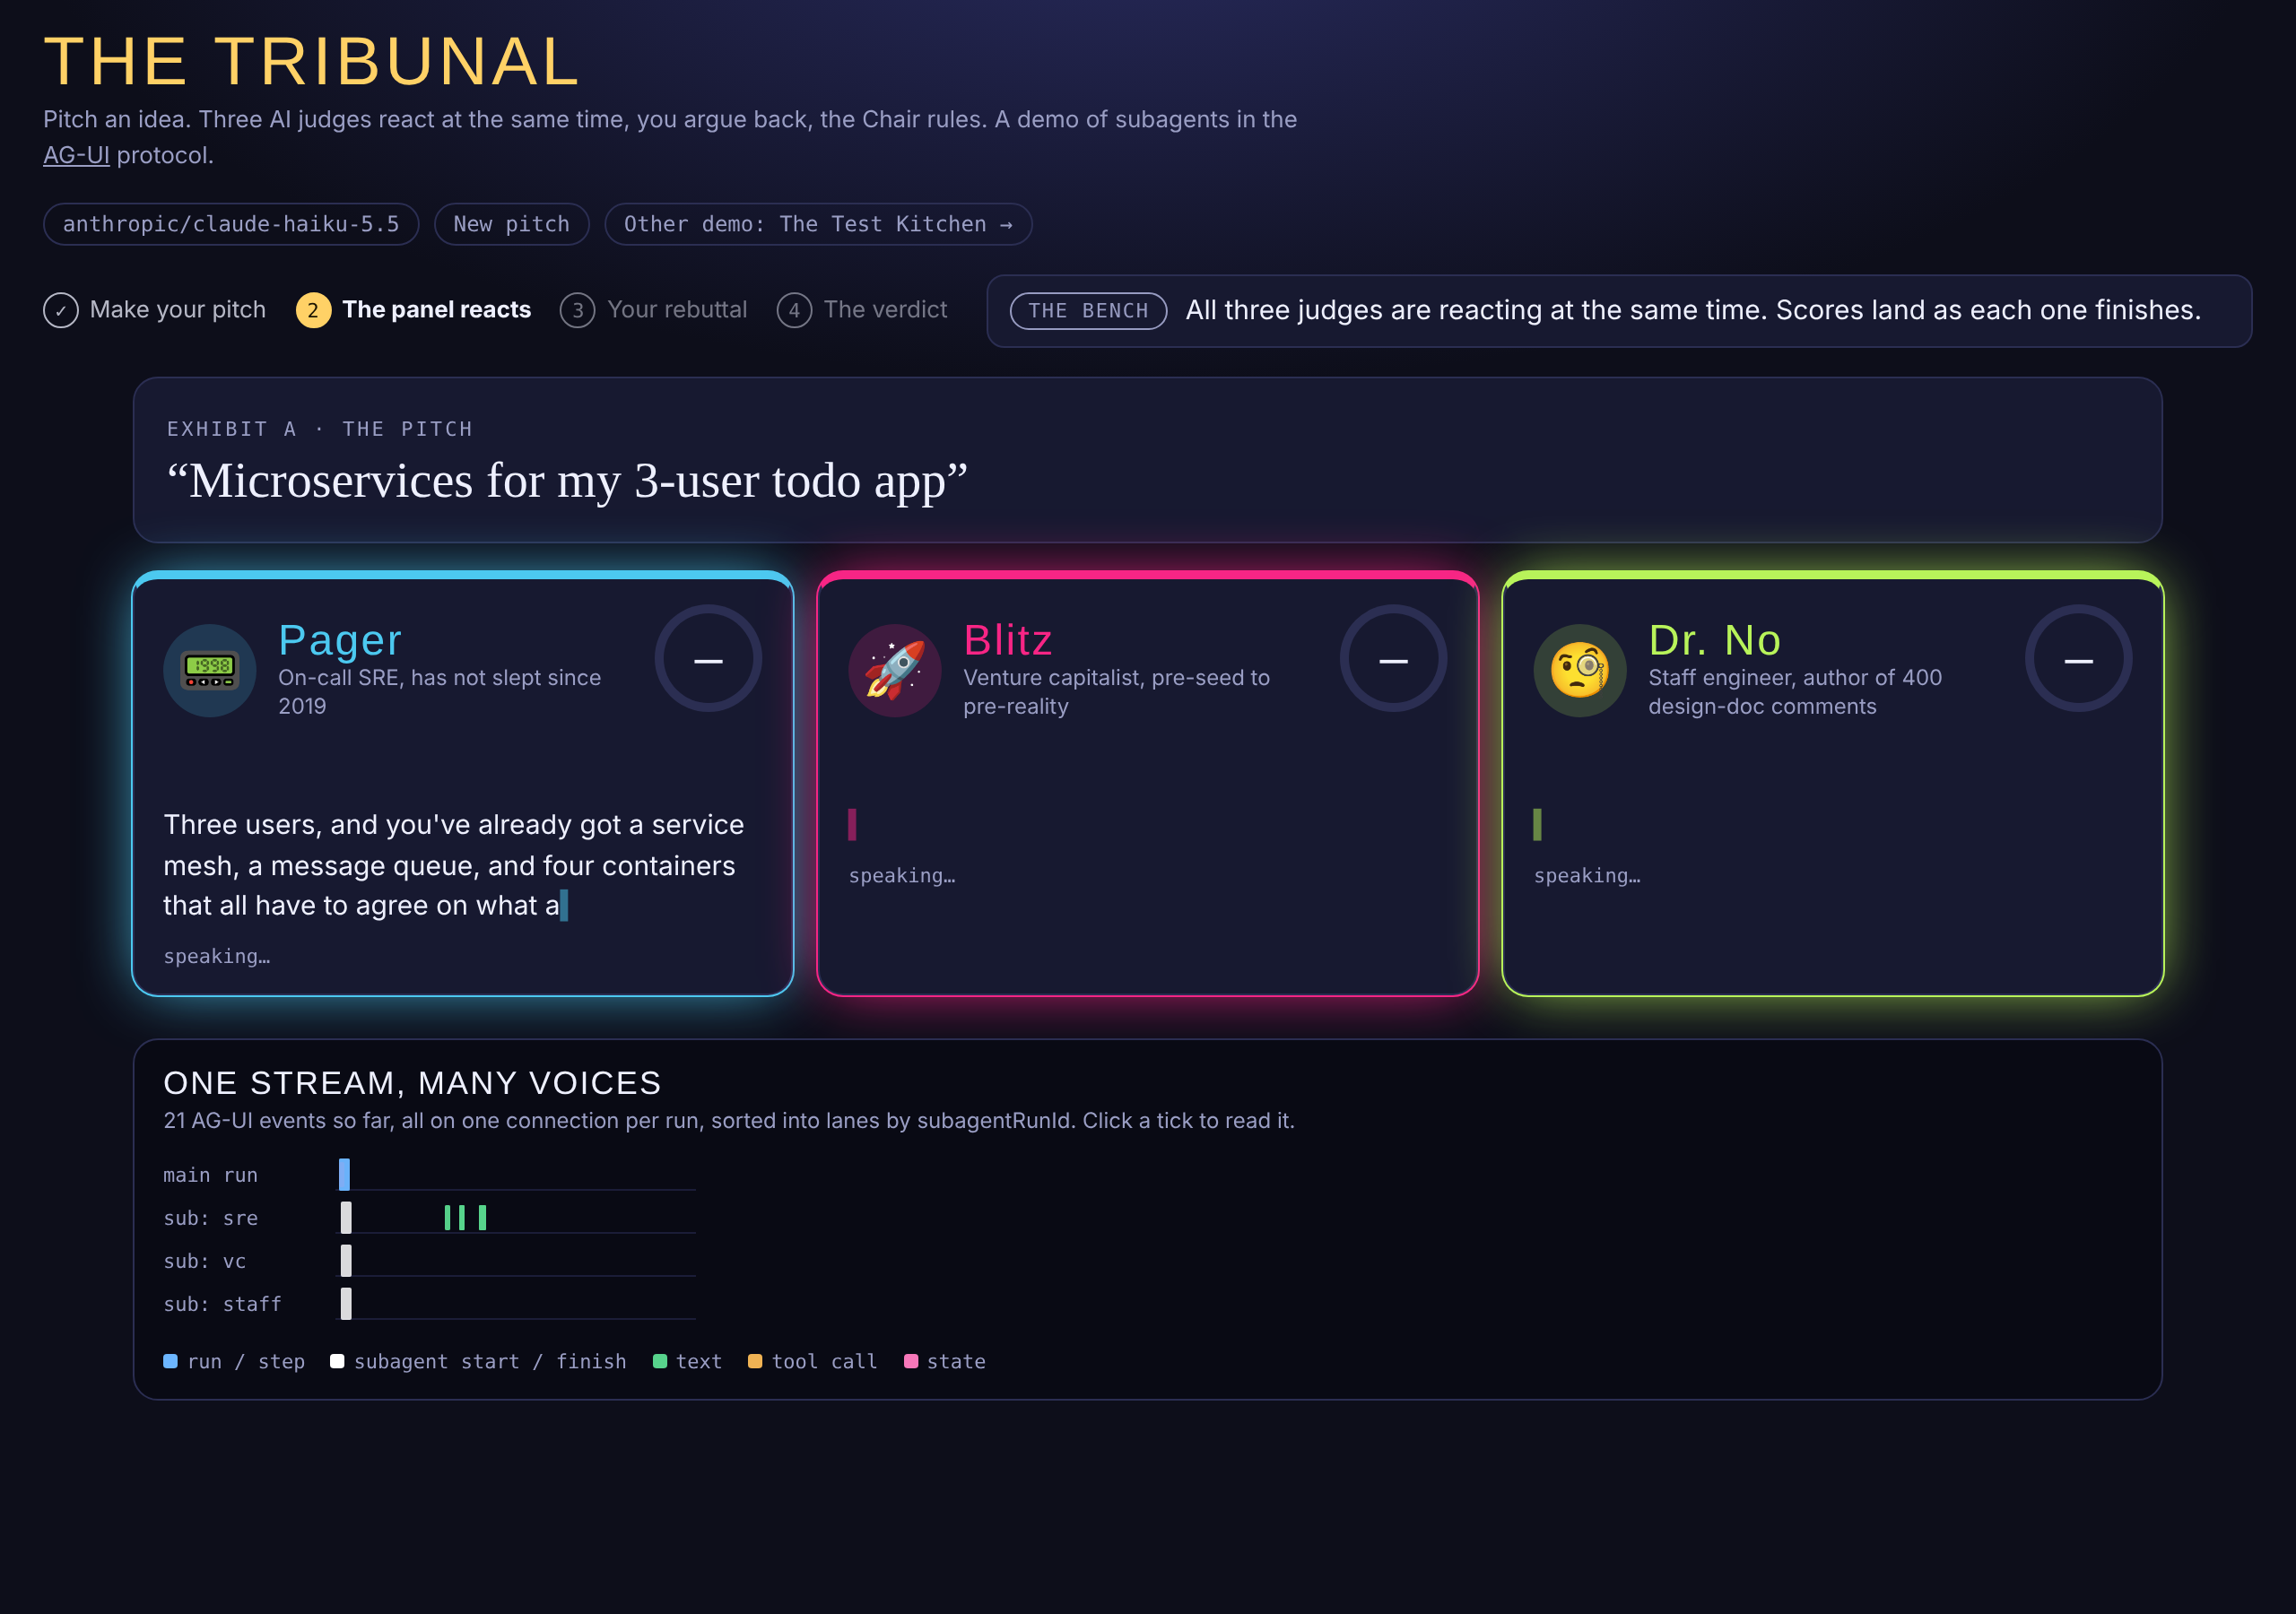 THE TRIBUNAL
Pitch an idea. Three AI judges react at the same time, you argue back, the Chair rules. A demo of subagents in the
AG-UI protocol.
anthropic/claude-haiku-5.5
New pitch
Other demo: The Test Kitchen →
✓ Make your pitch
2 The panel reacts
3 Your rebuttal
4 The verdict
THE BENCH All three judges are reacting at the same time. Scores land as each one finishes.
EXHIBIT A · THE PITCH
“Microservices for my 3-user todo app”
1998
Pager
On-call SRE, has not slept since
2019
–
Three users, and you've already got a service
mesh, a message queue, and four containers
that all have to agree on what a
speaking…
Blitz
Venture capitalist, pre-seed to
pre-reality
–
speaking…
Dr. No
Staff engineer, author of 400
design-doc comments
–
speaking…
ONE STREAM, MANY VOICES
21 AG-UI events so far, all on one connection per run, sorted into lanes by subagentRunId. Click a tick to read it.
main run
sub: sre
sub: vc
sub: staff
run / step
subagent start / finish
text
tool call
state